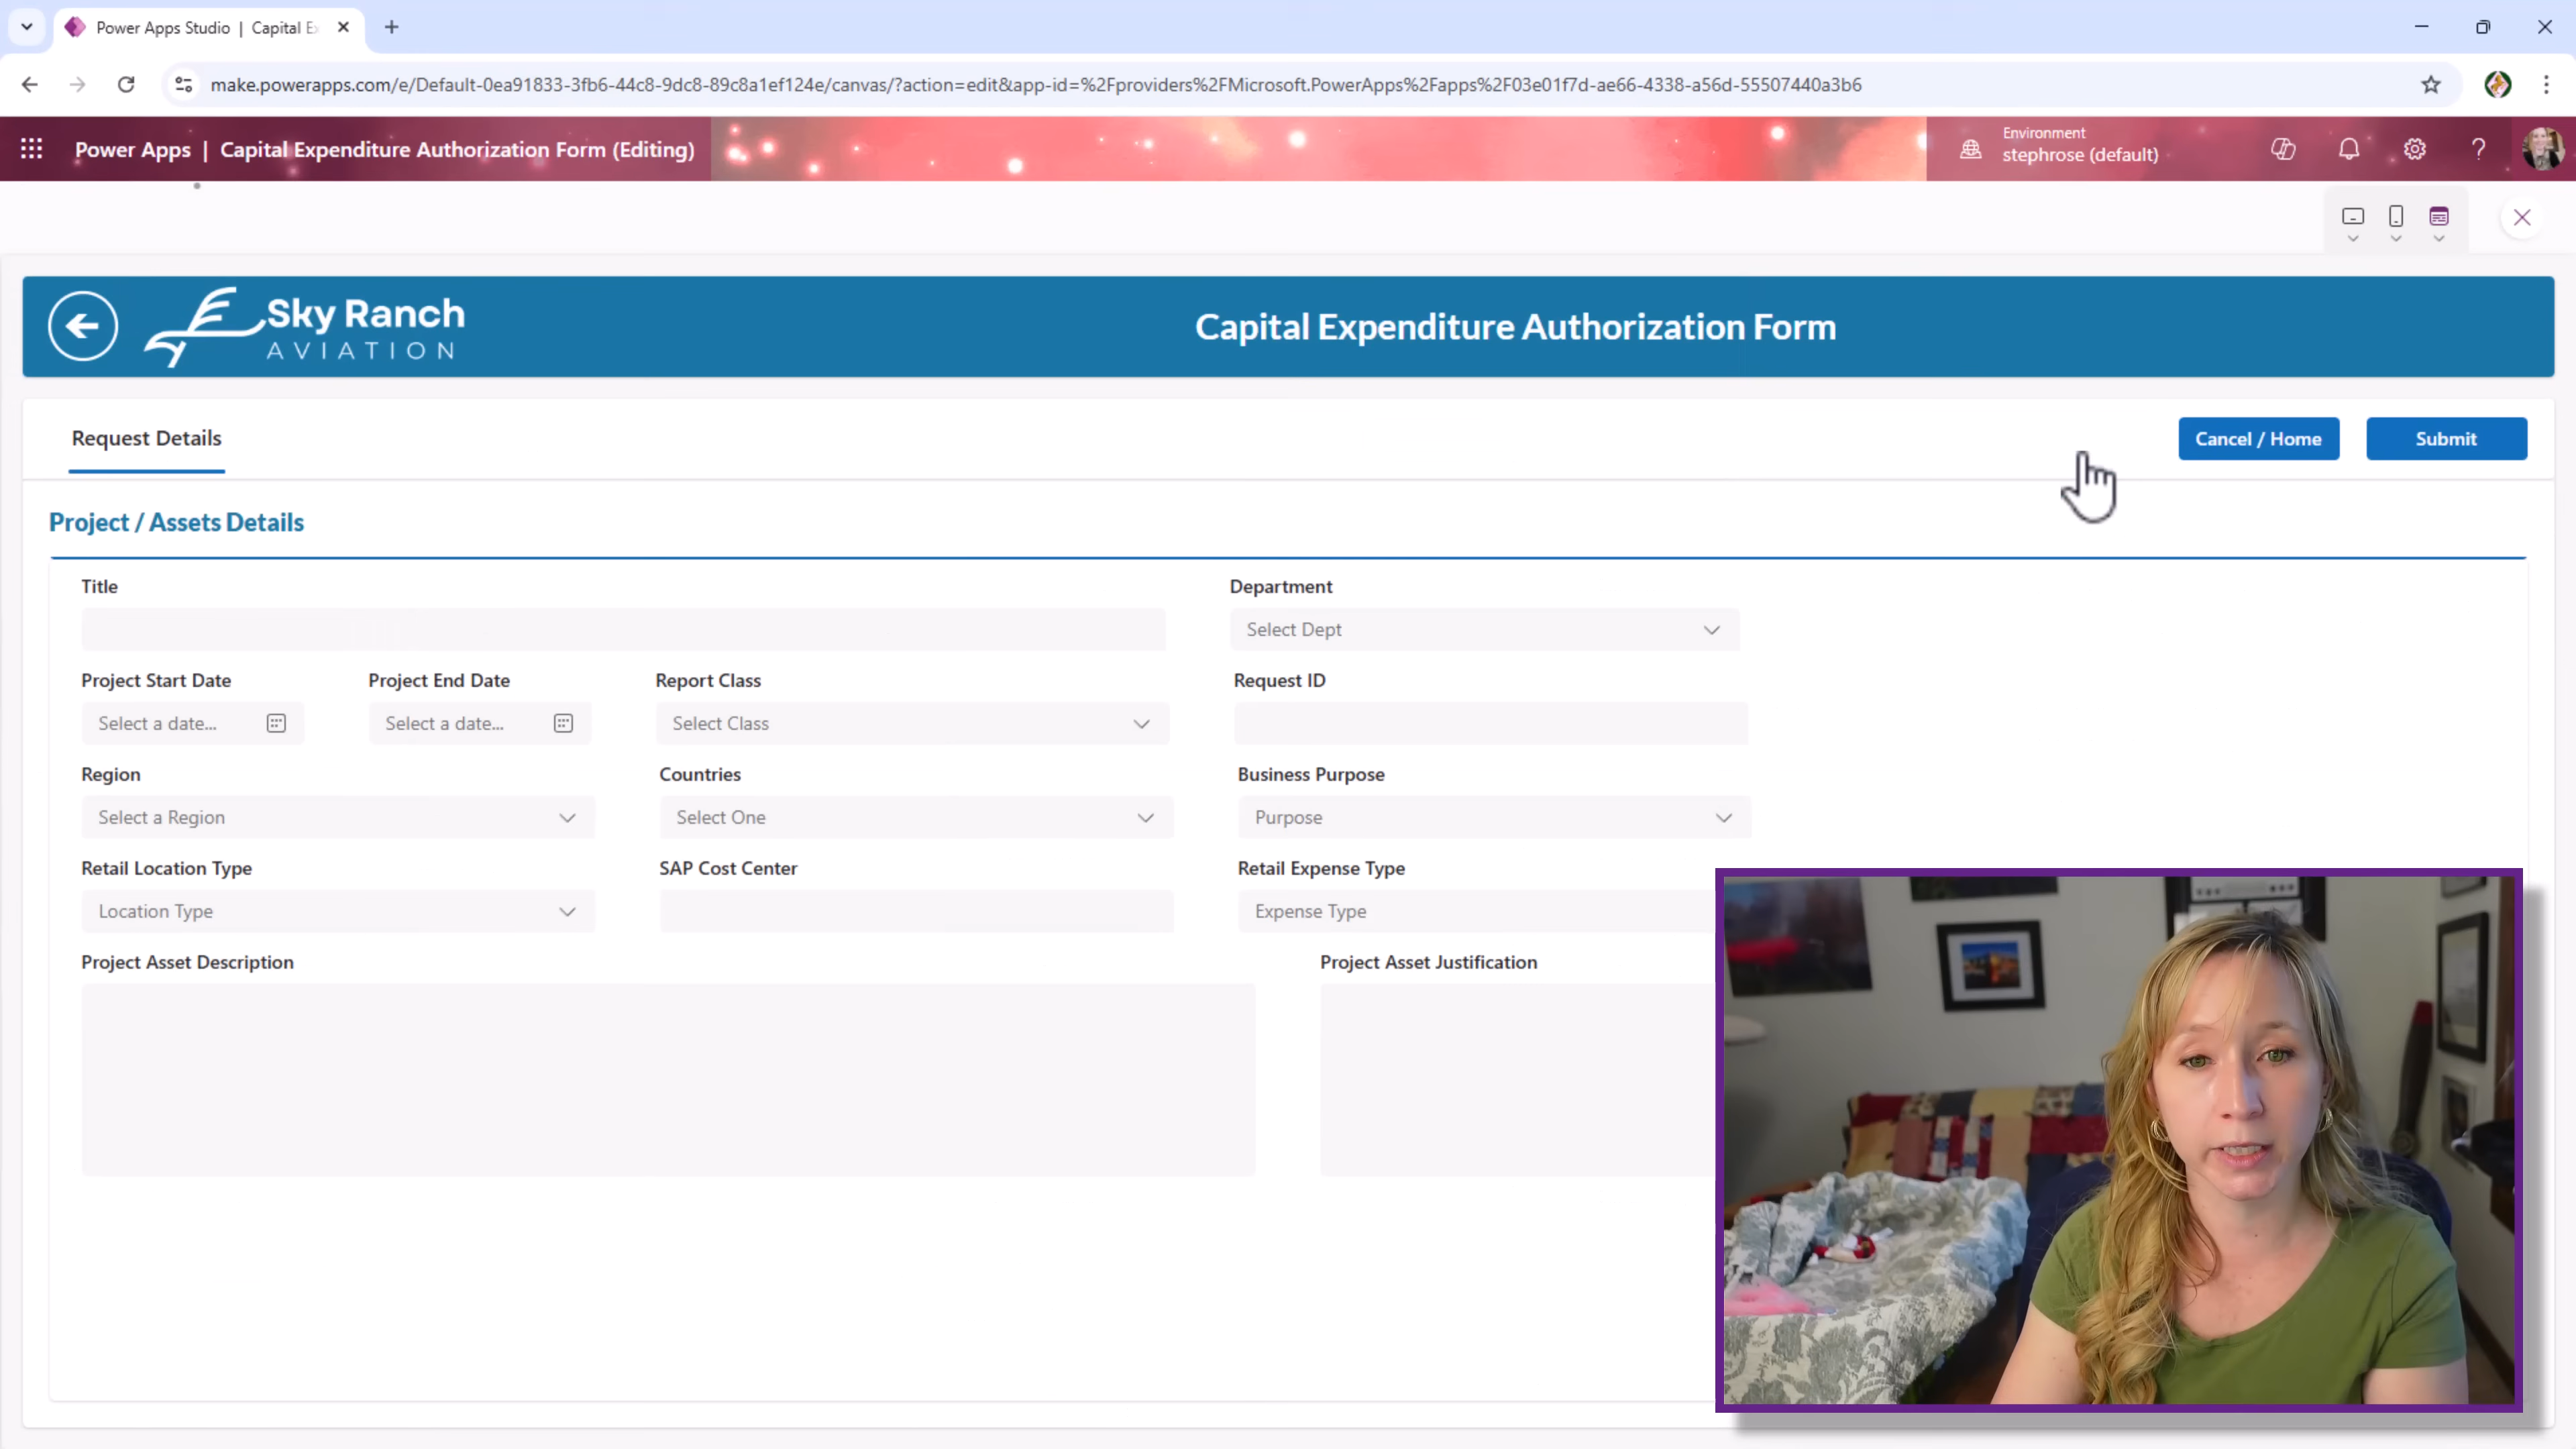 Power Apps Studio | Capital E
make.powerapps.com/e/Default-0ea91833-3fb6-44c8-9dc8-89c8a1ef124e/canvas/?action=edit&app-id=%2Fproviders%2FMicrosoft.PowerApps%2Fapps%2F03e01f7d-ae66-4338-a56d-55507440a3b6
Power Apps | Capital Expenditure Authorization Form (Editing)
Environment
stephrose (default)
Sky Ranch
AVIATION
Capital Expenditure Authorization Form
Request Details
Cancel / Home
Submit
Project / Assets Details
Title
Department
Select Dept
Project Start Date
Project End Date
Report Class
Request ID
Select a date...
Select a date...
Select Class
Region
Countries
Business Purpose
Select a Region
Select One
Purpose
Retail Location Type
SAP Cost Center
Retail Expense Type
Location Type
Expense Type
Project Asset Description
Project Asset Justification